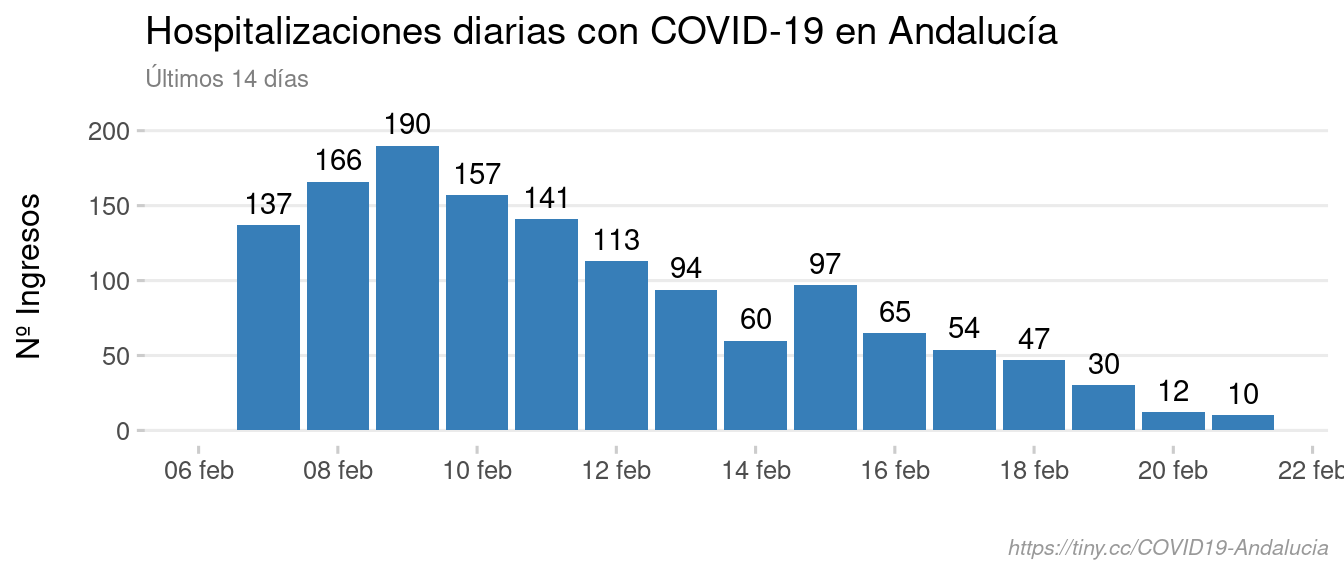 Hospitalizaciones diarias con COVID-19 en Andalucía
Últimos 14 días
Nº Ingresos
200
150
100
50
0
137
166
190
157
141
113
94
60
97
65
54
47
30
12
10
06 feb
08 feb
10 feb
12 feb
14 feb
16 feb
18 feb
20 feb
22 feb
https://tiny.cc/COVID19-Andalucia